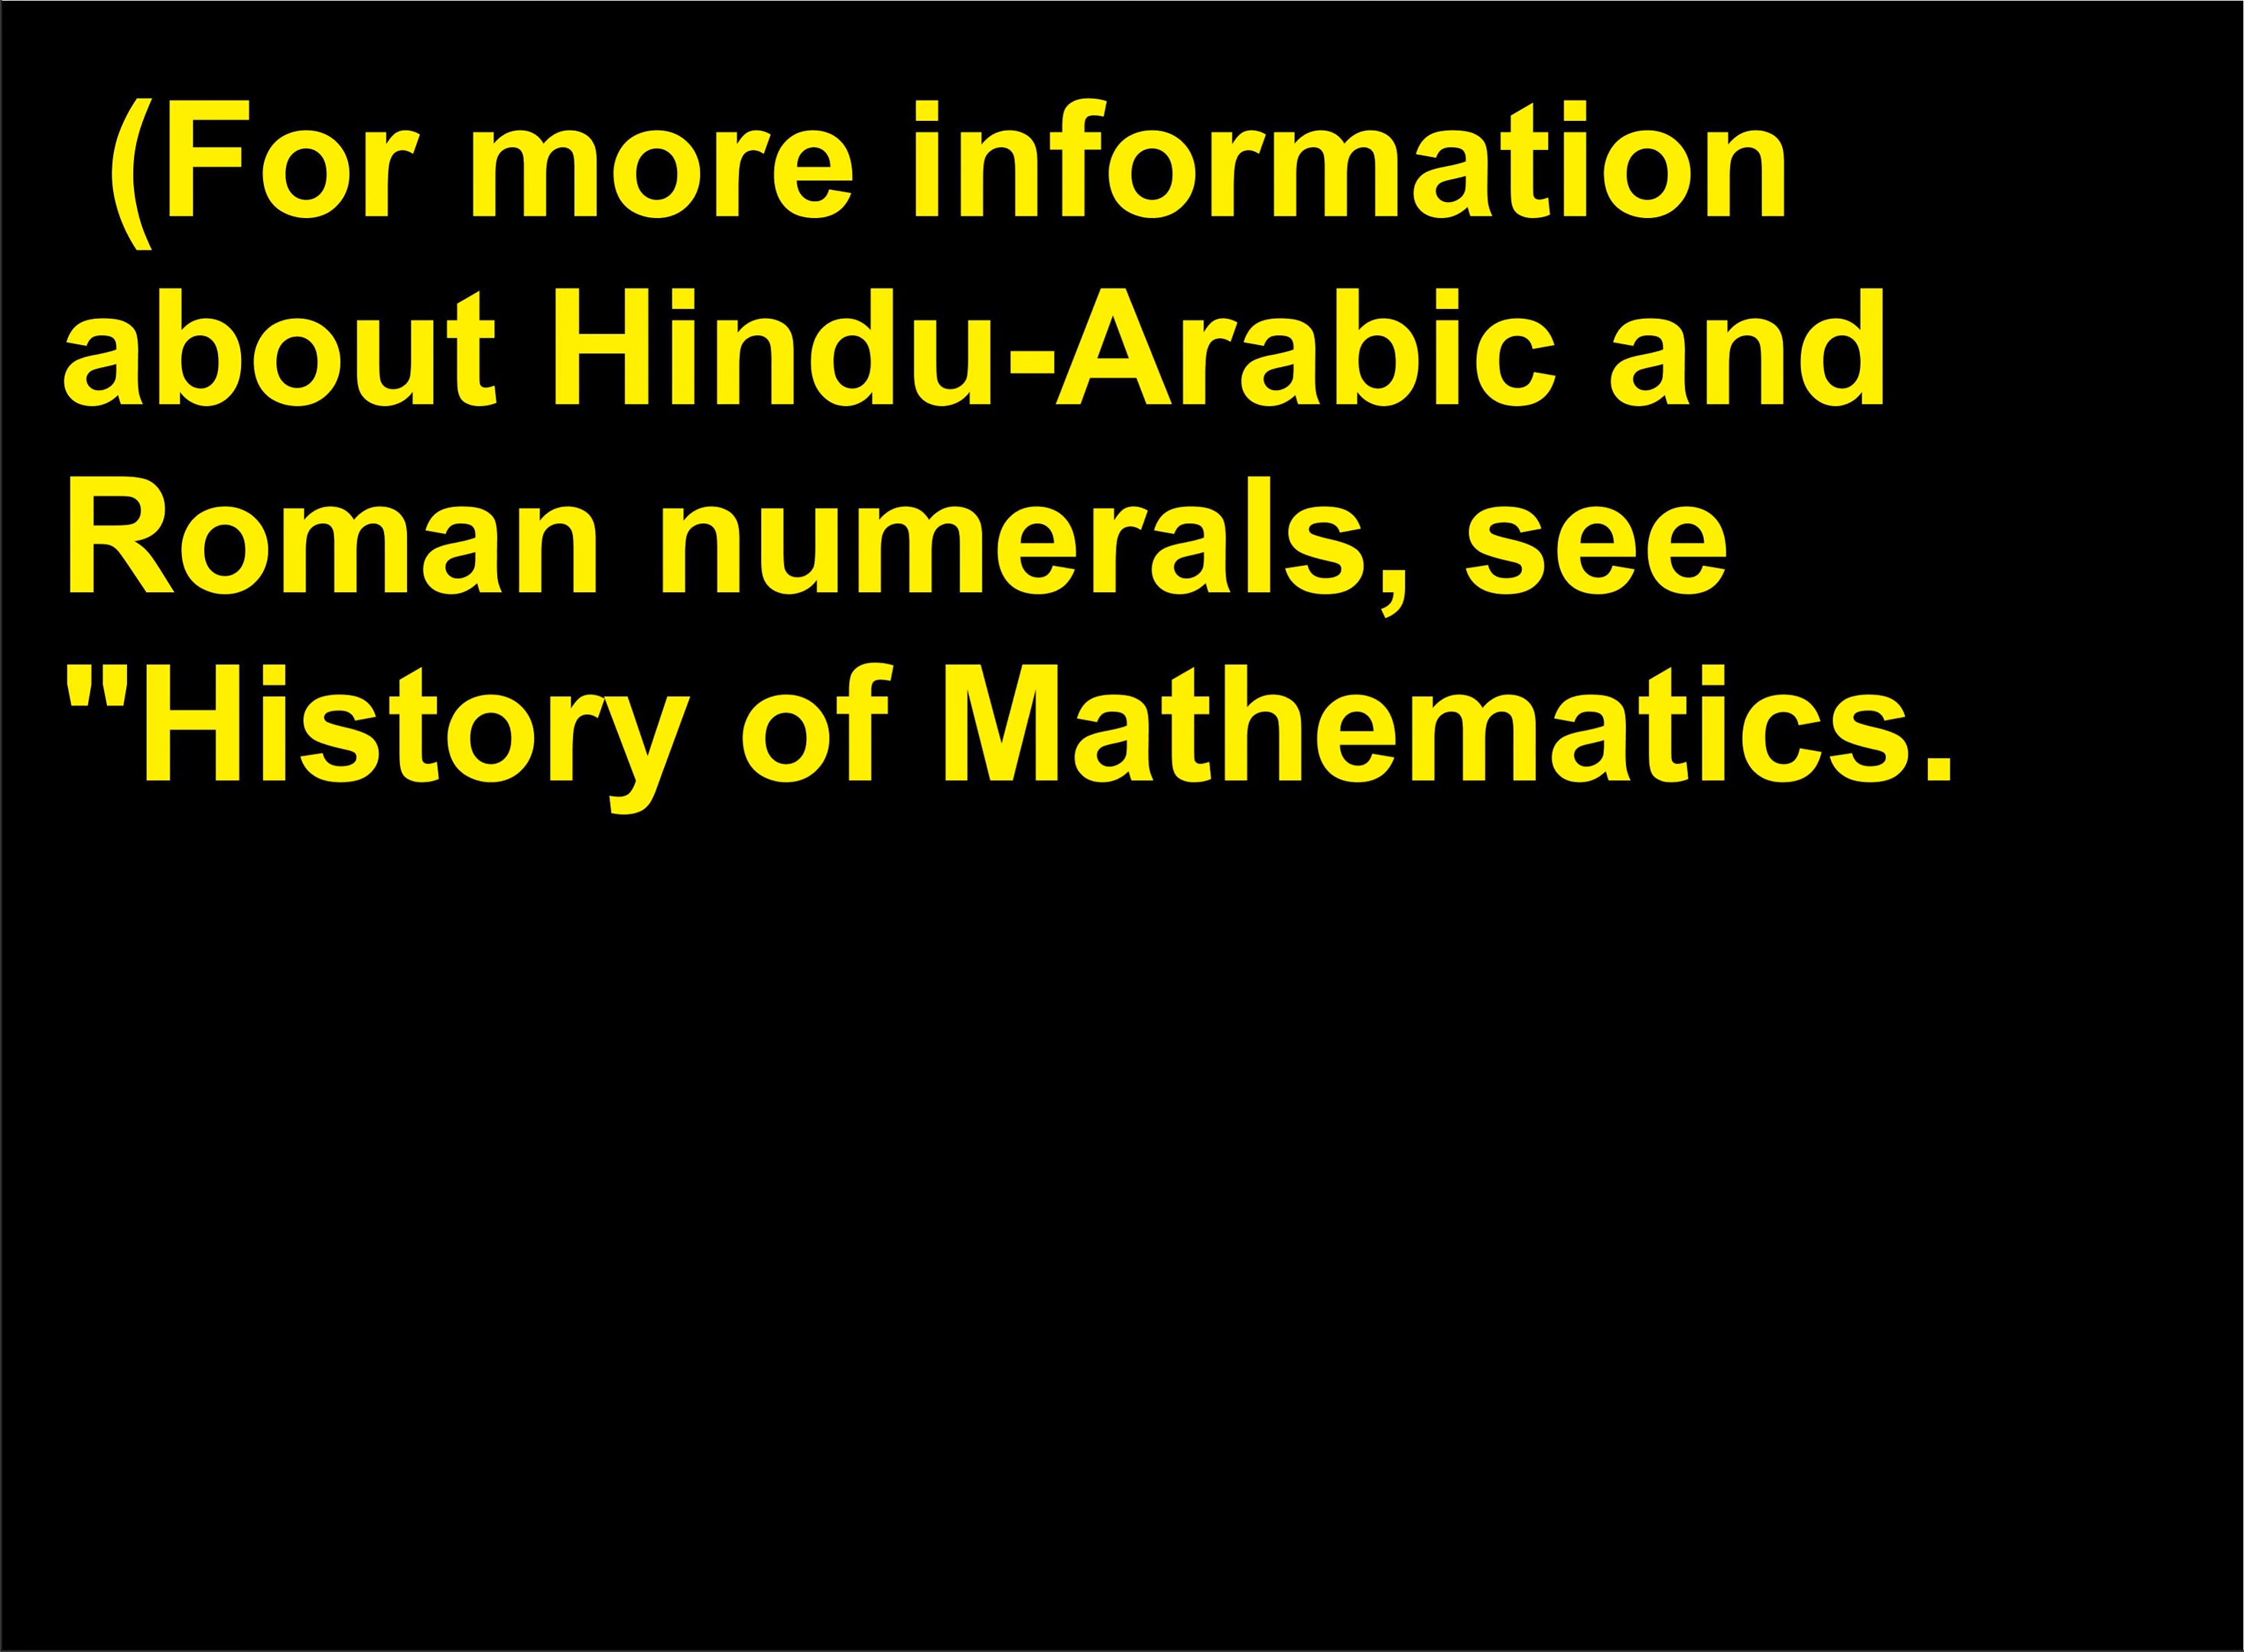 (For more information
about Hindu-Arabic and
Roman numerals, see
"History of Mathematics.